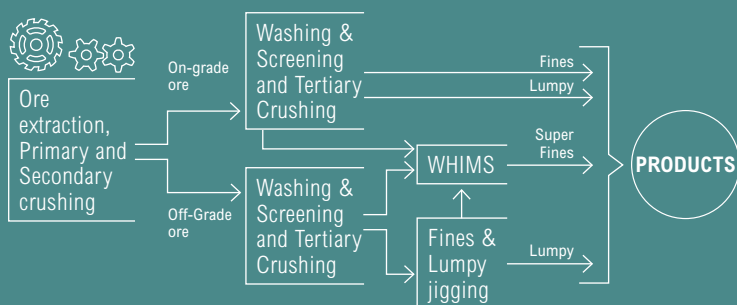 Ore
extraction,
Primary and
Secondary
crushing
On-grade
ore
Off-Grade
ore
Washing &
Screening
and Tertiary
Crushing
Washing &
Screening
and Tertiary
Crushing
WHIMS
Fines &
Lumpy
jigging
Fines
Lumpy
Super
Fines
Lumpy
PRODUCTS